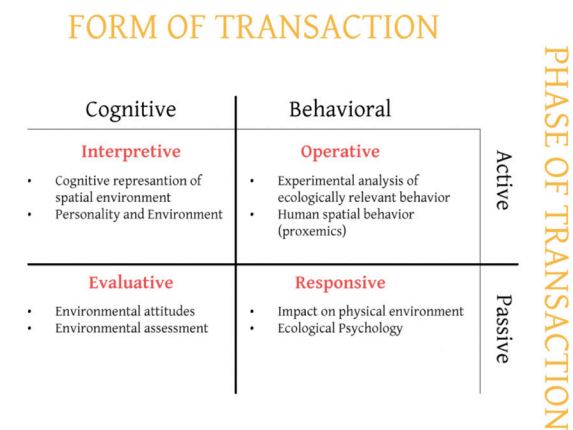 FORM OF TRANSACTION
PHASE OF TRANSACTION
Cognitive
Behavioral
Active
Passive
Interpretive
• Cognitive represantion of
spatial environment
• Personality and Environment
Operative
• Experimental analysis of
ecologically relevant behavior
• Human spatial behavior
(proxemics)
Evaluative
• Environmental attitudes
• Environmental assessment
Responsive
• Impact on physical environment
• Ecological Psychology